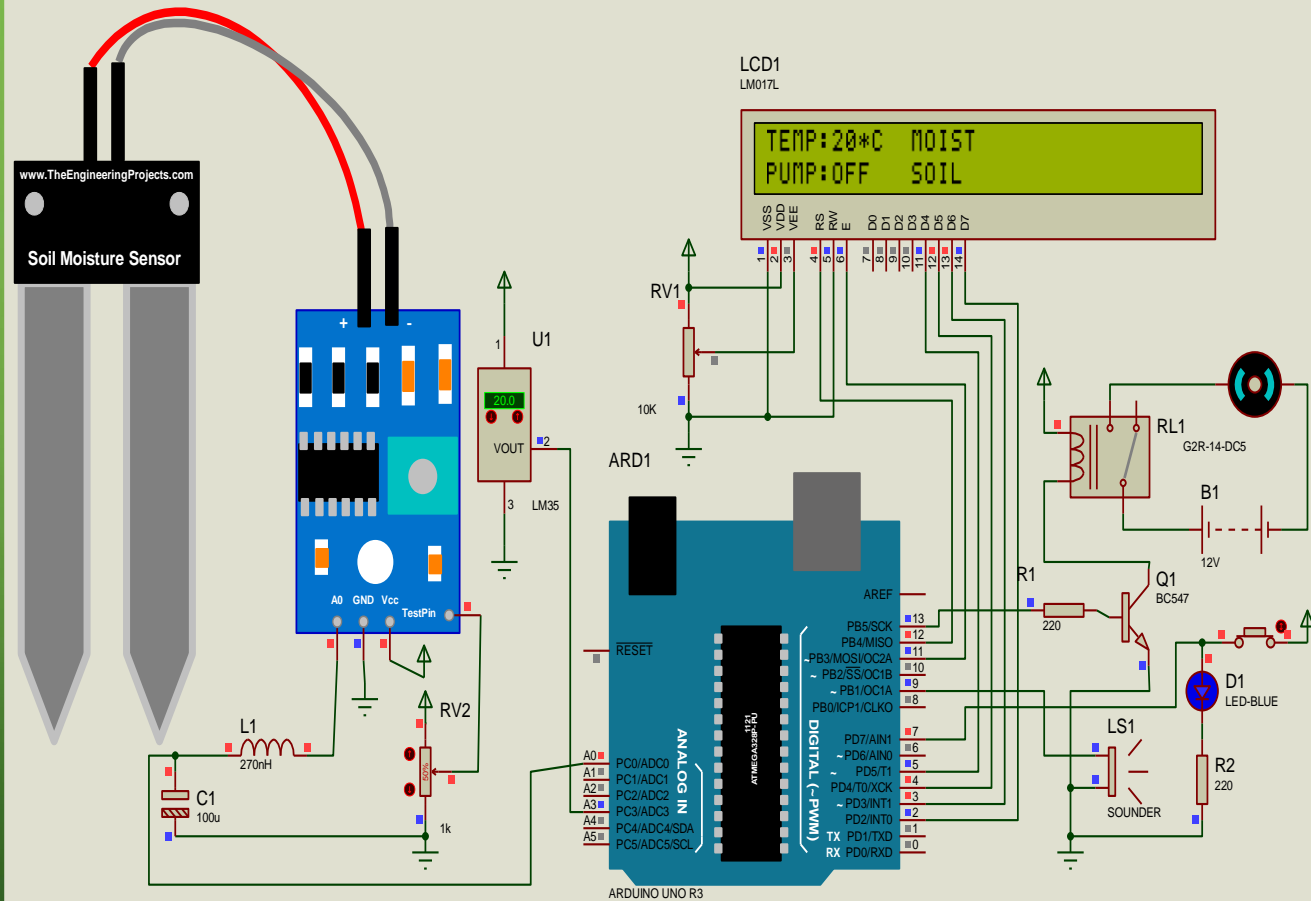 LCD1
LM017L
TEMP:20*C MOIST
PUMP:OFF SOIL
VSS
VDD
VEE
RS
RW
E
D0
D1
D2
D3
D4
D5
D6
D7
1
2
3
4
5
6
7
8
9
10
11
12
13
14
www.TheEngineeringProjects.com
Soil Moisture Sensor
+ -
A0 GND Vcc
TestPin
U1
1
20.0
VOUT
2
3
LM35
RV1
10K
ARD1
RL1
G2R-14-DC5
B1
12V
Q1
BC547
R1
220
D1
LED-BLUE
R2
220
LS1
SOUNDER
L1
270nH
C1
100u
RV2
50%
1k
RESET
AREF
PB5/SCK 13
PB4/MISO 12
~PB3/MOSI/OC2A 11
~ PB2/SS/OC1B 10
~ PB1/OC1A 9
PB0/ICP1/CLKO 8
PD7/AIN1 7
~ PD6/AIN0 6
~ PD5/T1 5
PD4/T0/XCK 4
~ PD3/INT1 3
PD2/INT0 2
TX PD1/TXD 1
RX PD0/RXD 0
DIGITAL (~PWM)
ANALOG IN
1121
ATMEGA328P-PU
A0 PC0/ADC0
A1 PC1/ADC1
A2 PC2/ADC2
A3 PC3/ADC3
A4 PC4/ADC4/SDA
A5 PC5/ADC5/SCL
ARDUINO UNO R3